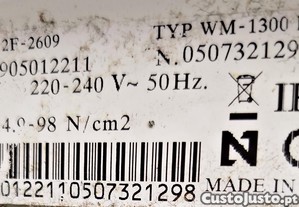 2F-2609
TYP WM-1300
905012211
N.050732129
220-240 V~ 50Hz.
4.9-98 N/cm2
01221105073212 98
MADE IN
CustoJusto.pt